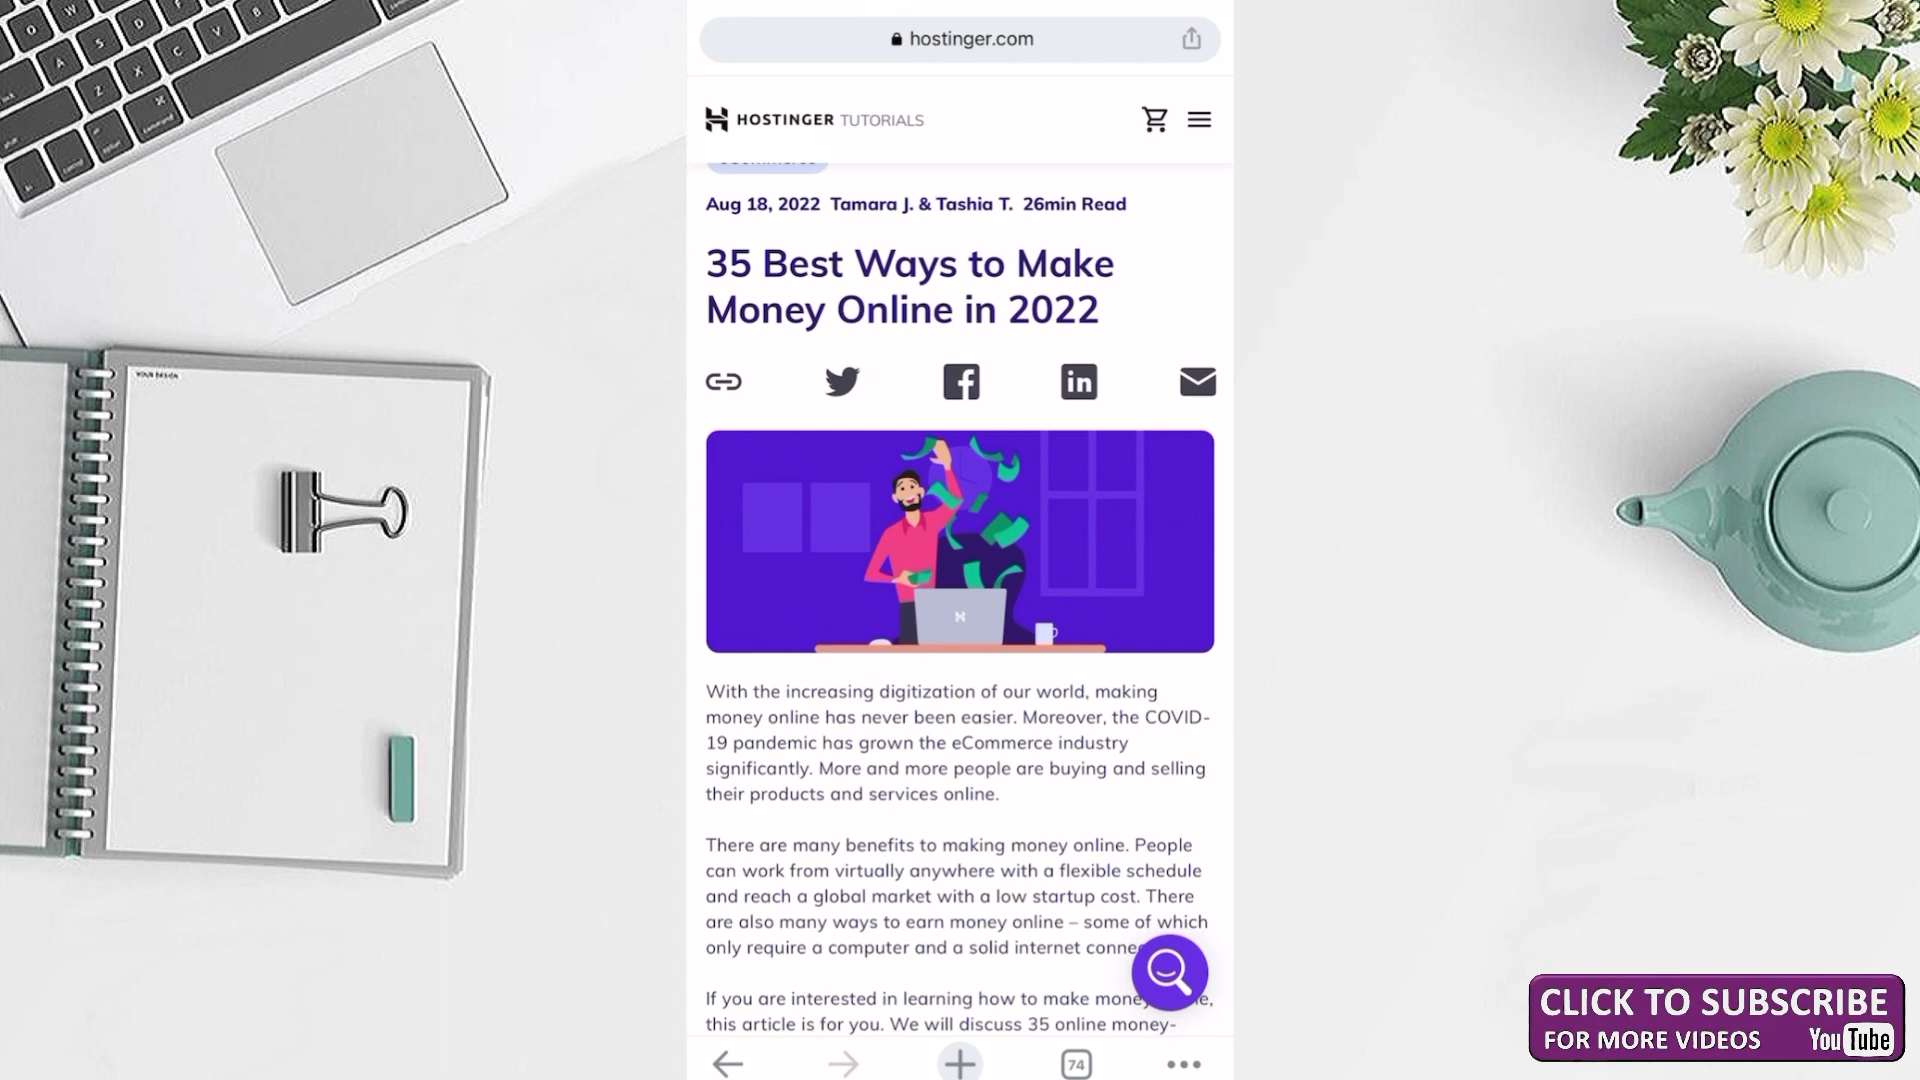 hostinger.com
HOSTINGER TUTORIALS
Aug 18, 2022 Tamara J. & Tashia T. 26min Read
35 Best Ways to Make
Money Online in 2022
With the increasing digitization of our world, making
money online has never been easier. Moreover, the COVID-
19 pandemic has grown the eCommerce industry
significantly. More and more people are buying and selling
their products and services online.
There are many benefits to making money online. People
can work from virtually anywhere with a flexible schedule
and reach a global market with a low startup cost. There
are also many ways to earn money online – some of which
only require a computer and a solid internet
If you are interested in learning how to make money
this article is for you. We will discuss 35 online money-
74
YOUR DESIGN
CLICK TO SUBSCRIBE
FOR MORE VIDEOS YouTube